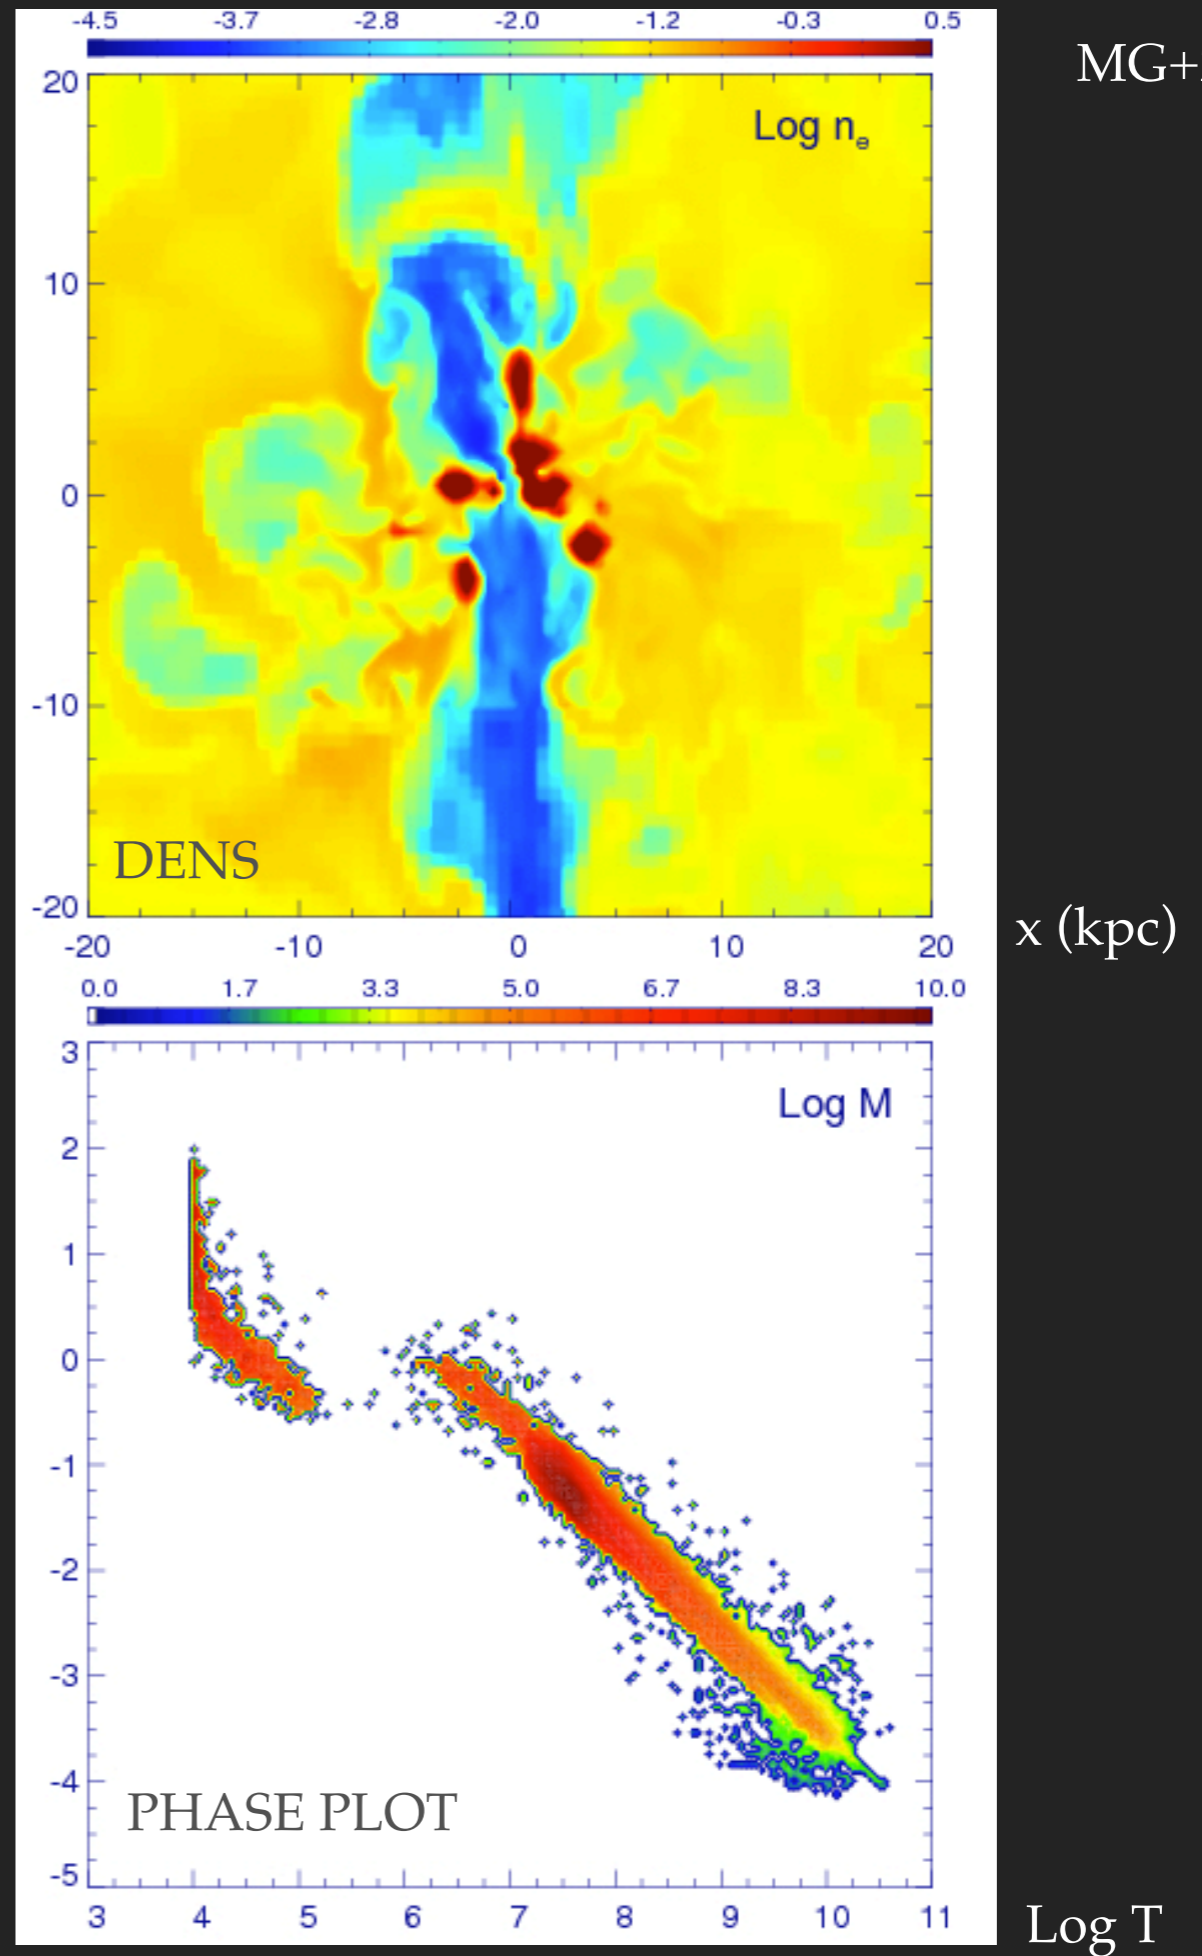 -4.5 -3.7 -2.8 -2.0 -1.2 -0.3 0.5
MG+
20
Log nₑ
10
0
-10
DENS
-20
-20 -10 0 10 20
x (kpc)
0.0 1.7 3.3 5.0 6.7 8.3 10.0
3
Log M
2
1
0
-1
-2
-3
-4
PHASE PLOT
-5
3 4 5 6 7 8 9 10 11
Log T